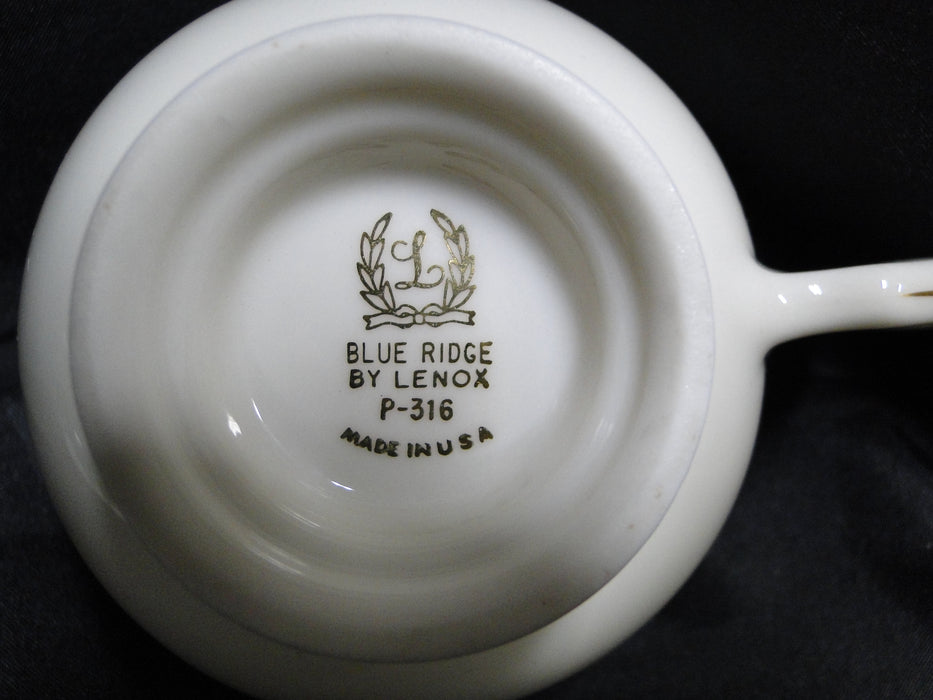 L
BLUE RIDGE
BY LENOX
P-316
MADE IN USA